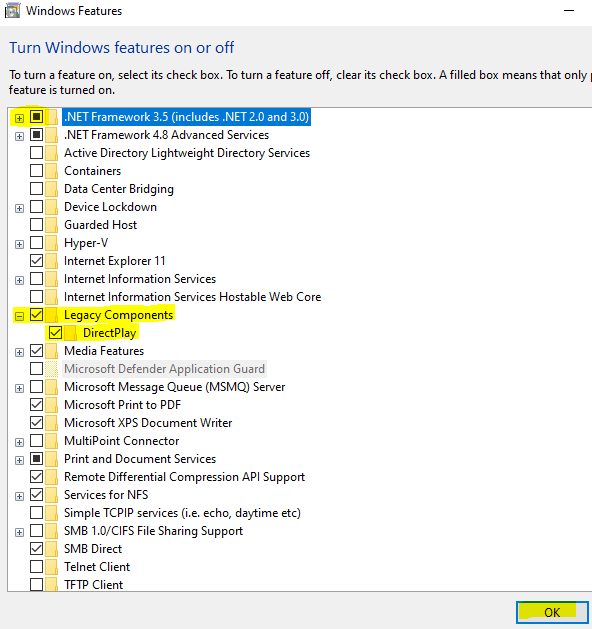 Windows Features
Turn Windows features on or off
To turn a feature on, select its check box. To turn a feature off, clear its check box. A filled box means that only
feature is turned on.
.NET Framework 3.5 (includes .NET 2.0 and 3.0)
.NET Framework 4.8 Advanced Services
Active Directory Lightweight Directory Services
Containers
Data Center Bridging
Device Lockdown
Guarded Host
Hyper-V
Internet Explorer 11
Internet Information Services
Internet Information Services Hostable Web Core
Legacy Components
DirectPlay
Media Features
Microsoft Defender Application Guard
Microsoft Message Queue (MSMQ) Server
Microsoft Print to PDF
Microsoft XPS Document Writer
MultiPoint Connector
Print and Document Services
Remote Differential Compression API Support
Services for NFS
Simple TCPIP services (i.e. echo, daytime etc)
SMB 1.0/CIFS File Sharing Support
SMB Direct
Telnet Client
TFTP Client
OK